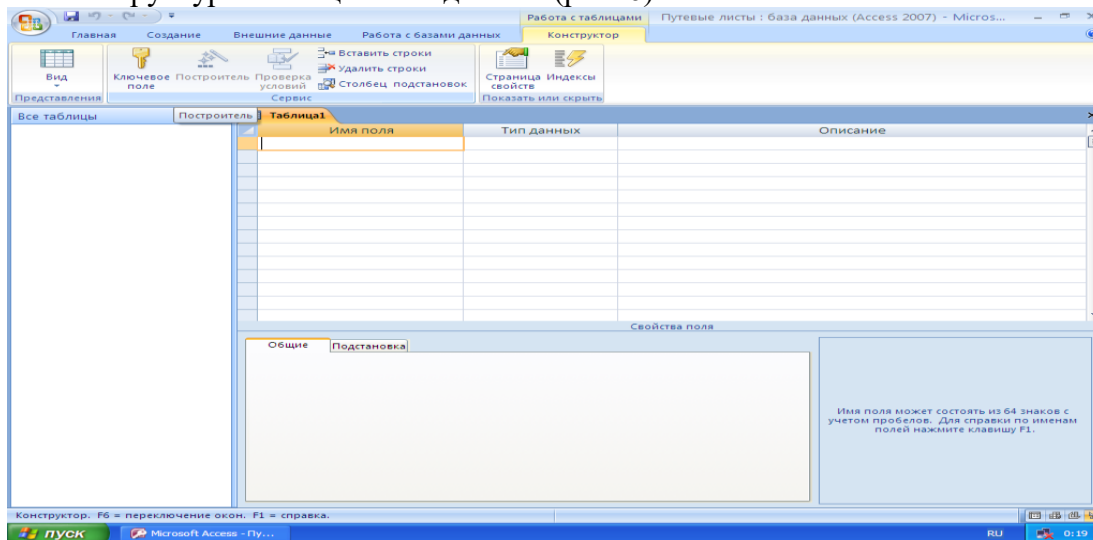 Работа с таблицами Путевые листы : база данных (Access 2007) - Micros...
Главная Создание Внешние данные Работа с базами данных Конструктор
Вид
Ключевое поле
Построитель
Проверка условий
Вставить строки
Удалить строки
Столбец подстановок
Страница свойств
Индексы
Представления Сервис Показать или скрыть
Все таблицы Построитель Таблица1
Имя поля Тип данных Описание
Свойства поля
Общие Подстановка
Имя поля может состоять из 64 знаков с
учетом пробелов. Для справки по именам
полей нажмите клавишу F1.
Конструктор. F6 = переключение окон. F1 = справка.
пуск Microsoft Access - Пу... RU 0:19